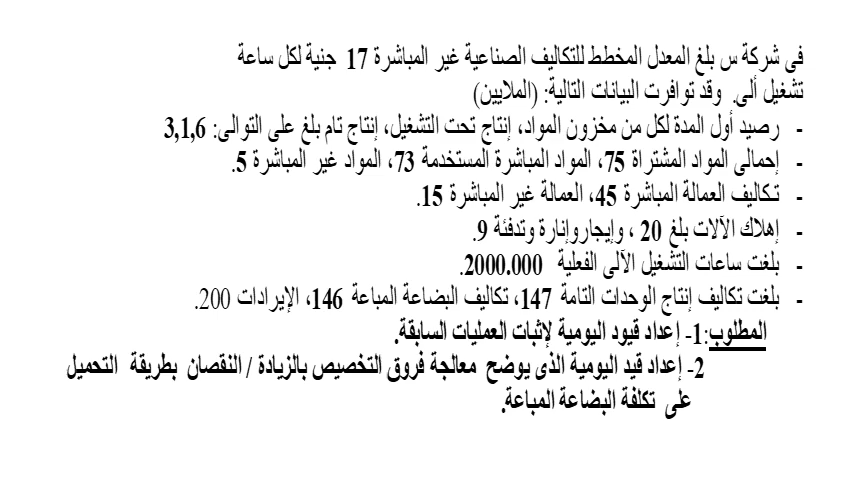 فى شركة س بلغ المعدل المخطط للتكاليف الصناعية غير المباشرة 17 جنية لكل ساعة
تشغيل ألى. وقد توافرت البيانات التالية: (الملايين)
- رصيد أول المدة لكل من مخزون المواد، إنتاج تحت التشغيل، إنتاج تام بلغ على التوالى: 3,1,6
- إجمالى المواد المشتراة 75، المواد المباشرة المستخدمة 73، المواد غير المباشرة 5.
- تكاليف العمالة المباشرة 45، العمالة غير المباشرة 15.
- إهلاك الآلات بلغ 20 ، وإيجاروإنارة وتدفئة 9.
- بلغت ساعات التشغيل الآلى الفعلية 2000.000.
- بلغت تكاليف إنتاج الوحدات التامة 147، تكاليف البضاعة المباعة 146، الإيرادات 200.
المطلوب:1- إعداد قيود اليومية لإثبات العمليات السابقة.
2- إعداد قيد اليومية الذى يوضح معالجة فروق التخصيص بالزيادة / النقصان بطريقة التحميل
على تكلفة البضاعة المباعة.